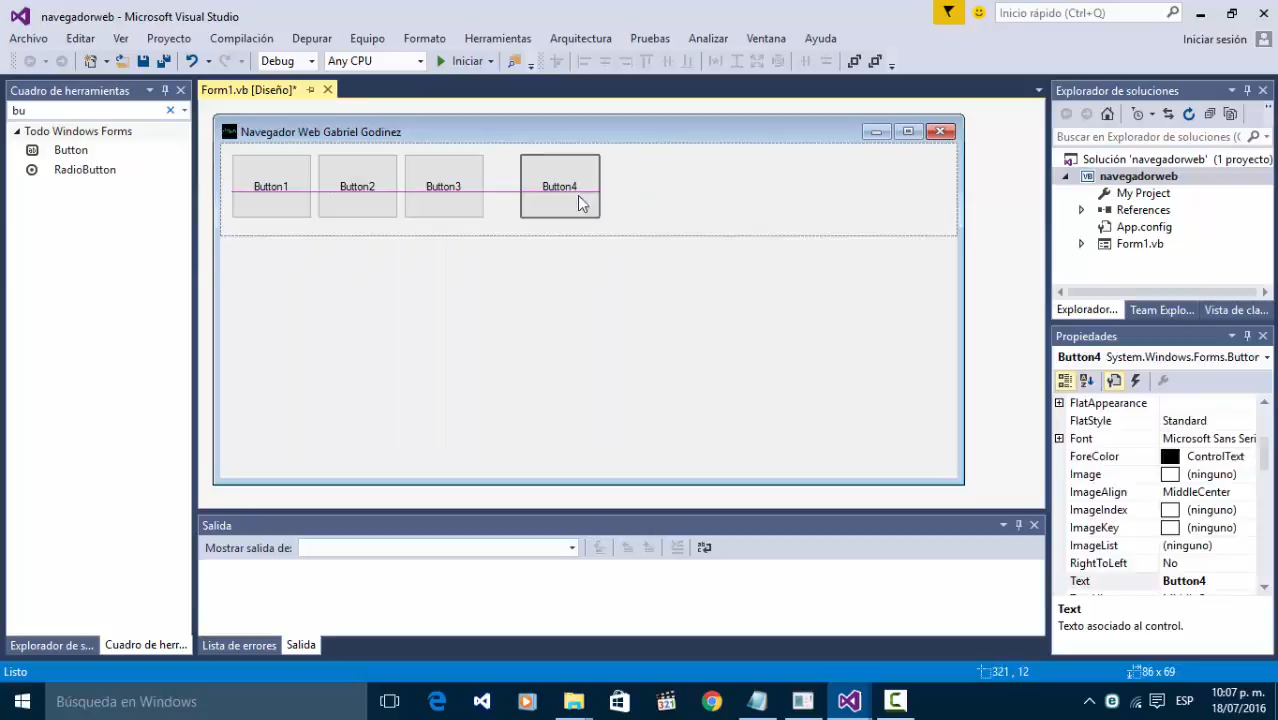 navegadorweb - Microsoft Visual Studio
Inicio rápido (Ctrl+Q)
Archivo Editar Ver Proyecto Compilación Depurar Equipo Formato Herramientas Arquitectura Pruebas Analizar Ventana Ayuda
Iniciar sesión
Debug Any CPU Iniciar
Cuadro de herramientas
bu
Todo Windows Forms
Button
RadioButton
Form1.vb [Diseño]*
Navegador Web Gabriel Godinez
Button1 Button2 Button3 Button4
Explorador de soluciones
Buscar en Explorador de soluciones (
Solución 'navegadorweb' (1 proyecto)
navegadorweb
My Project
References
App.config
Form1.vb
Explorador... Team Explo... Vista de cla...
Propiedades
Button4 System.Windows.Forms.Button
FlatAppearance
FlatStyle Standard
Font Microsoft Sans Seri
ForeColor ControlText
Image (ninguno)
ImageAlign MiddleCenter
ImageIndex (ninguno)
ImageKey (ninguno)
ImageList (ninguno)
RightToLeft No
Text Button4
Text
Texto asociado al control.
Salida
Mostrar salida de:
Explorador de s... Cuadro de herr...
Lista de errores Salida
Listo
321 , 12
86 x 69
Búsqueda en Windows
321
ESP
10:07 p. m.
18/07/2016